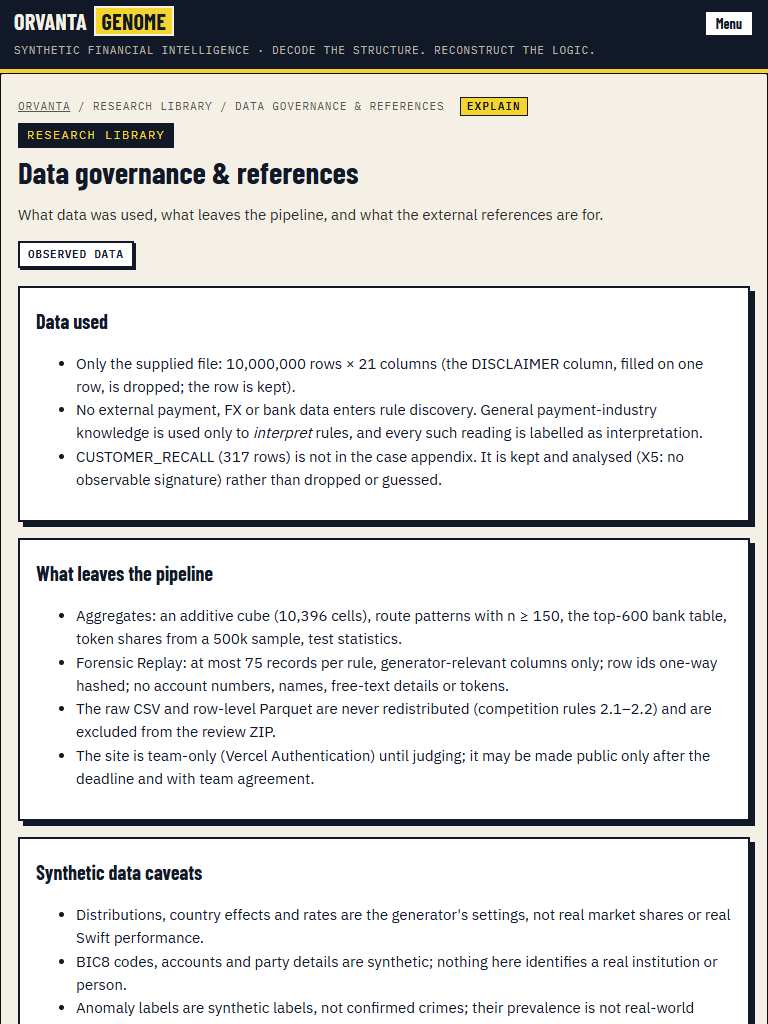 ORVANTA GENOME
Menu
SYNTHETIC FINANCIAL INTELLIGENCE · DECODE THE STRUCTURE. RECONSTRUCT THE LOGIC.
ORVANTA / RESEARCH LIBRARY / DATA GOVERNANCE & REFERENCES EXPLAIN
RESEARCH LIBRARY
Data governance & references
What data was used, what leaves the pipeline, and what the external references are for.
OBSERVED DATA
Data used
• Only the supplied file: 10,000,000 rows × 21 columns (the DISCLAIMER column, filled on one
row, is dropped; the row is kept).
• No external payment, FX or bank data enters rule discovery. General payment-industry
knowledge is used only to interpret rules, and every such reading is labelled as interpretation.
• CUSTOMER_RECALL (317 rows) is not in the case appendix. It is kept and analysed (X5: no
observable signature) rather than dropped or guessed.
What leaves the pipeline
• Aggregates: an additive cube (10,396 cells), route patterns with n ≥ 150, the top-600 bank table,
token shares from a 500k sample, test statistics.
• Forensic Replay: at most 75 records per rule, generator-relevant columns only; row ids one-way
hashed; no account numbers, names, free-text details or tokens.
• The raw CSV and row-level Parquet are never redistributed (competition rules 2.1–2.2) and are
excluded from the review ZIP.
• The site is team-only (Vercel Authentication) until judging; it may be made public only after the
deadline and with team agreement.
Synthetic data caveats
• Distributions, country effects and rates are the generator's settings, not real market shares or real
Swift performance.
• BIC8 codes, accounts and party details are synthetic; nothing here identifies a real institution or
person.
• Anomaly labels are synthetic labels, not confirmed crimes; their prevalence is not real-world